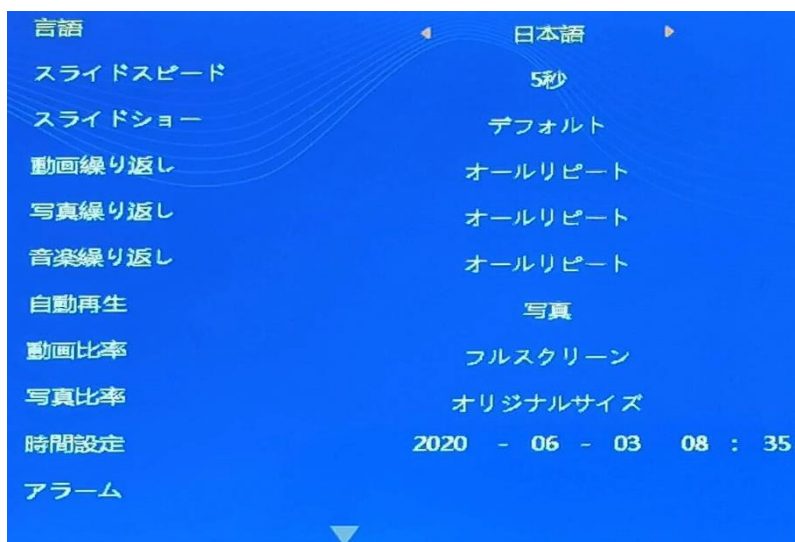 言語 日本語
スライドスピード 5秒
スライドショー デフォルト
動画繰り返し オールリピート
写真繰り返し オールリピート
音楽繰り返し オールリピート
自動再生 写真
動画比率 フルスクリーン
写真比率 オリジナルサイズ
時間設定 2020 - 06 - 03 08 : 35
アラーム